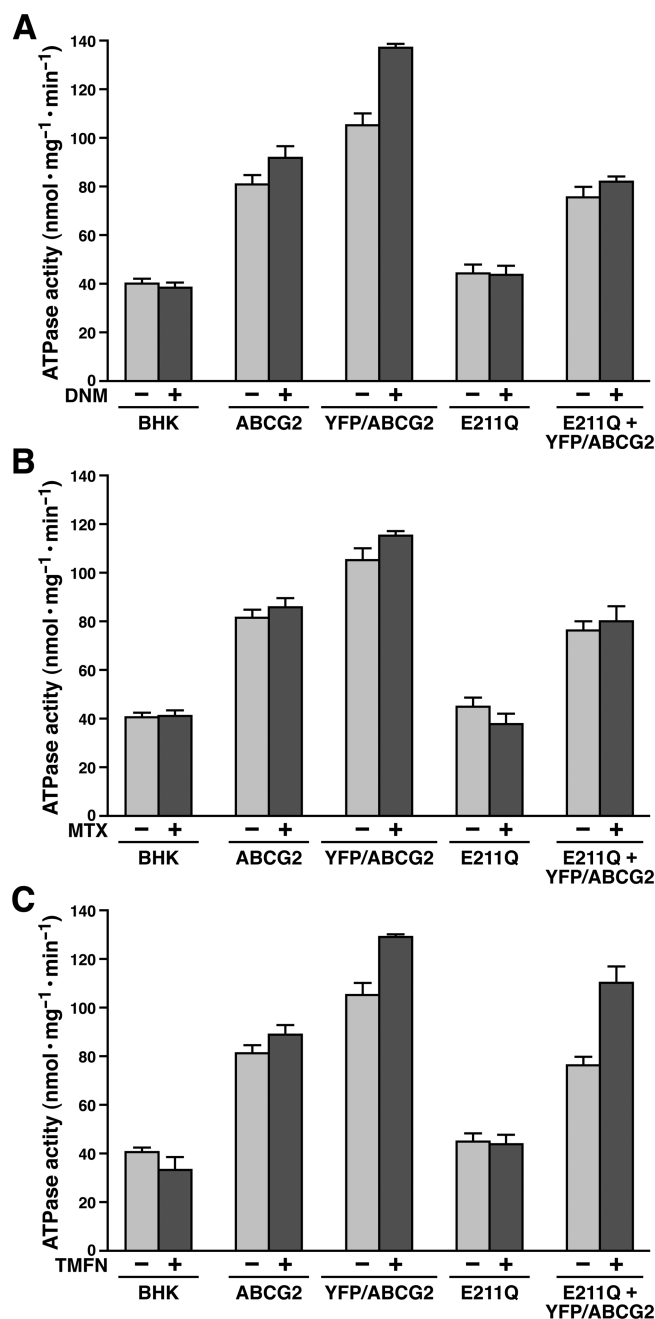 A
ATPase actity (nmol•mg⁻¹•min⁻¹)
140
120
100
80
60
40
20
0
DNM − + − + − + − + − +
BHK ABCG2 YFP/ABCG2 E211Q E211Q +
YFP/ABCG2
B
ATPase actity (nmol•mg⁻¹•min⁻¹)
140
120
100
80
60
40
20
0
MTX − + − + − + − + − +
BHK ABCG2 YFP/ABCG2 E211Q E211Q +
YFP/ABCG2
C
ATPase actity (nmol•mg⁻¹•min⁻¹)
140
120
100
80
60
40
20
0
TMFN − + − + − + − + − +
BHK ABCG2 YFP/ABCG2 E211Q E211Q +
YFP/ABCG2